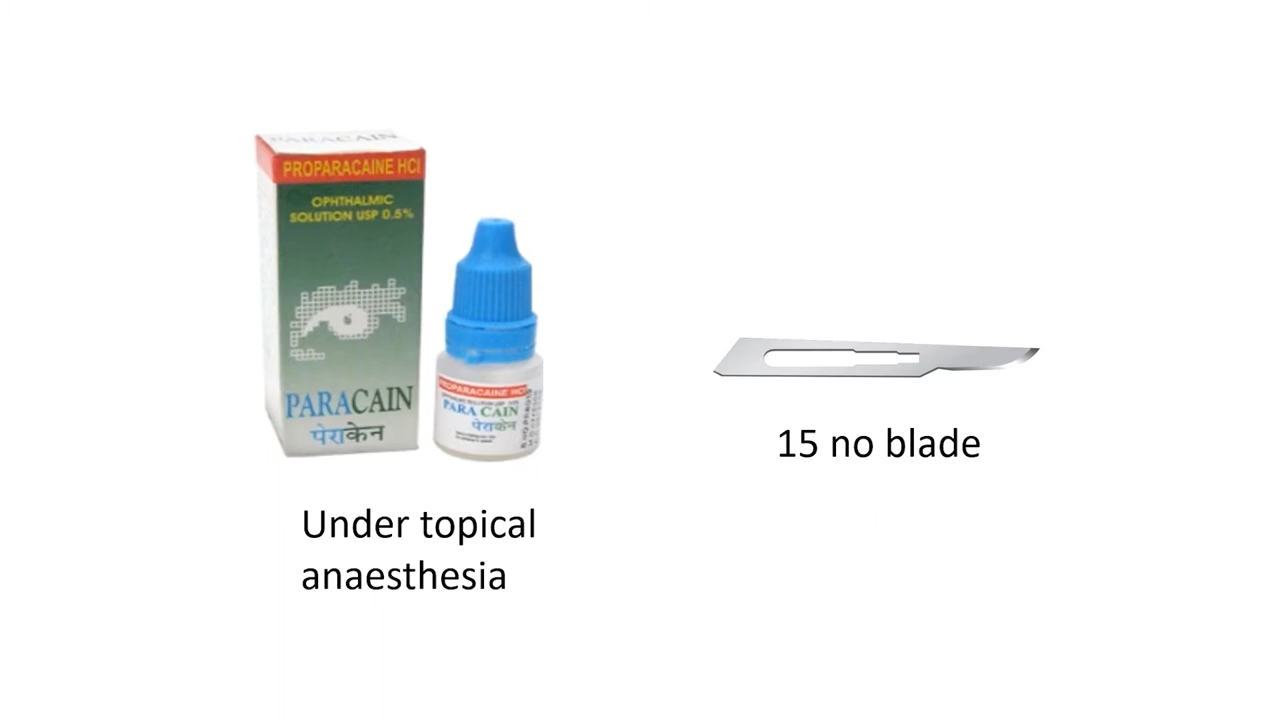 PARACAIN
PROPARACAINE HCl
OPHTHALMIC
SOLUTION USP 0.5%
PARACAIN
पेराकेन
PROPARACAINE HCl
PARA CAIN
पेराकेन
15 no blade
Under topical
anaesthesia